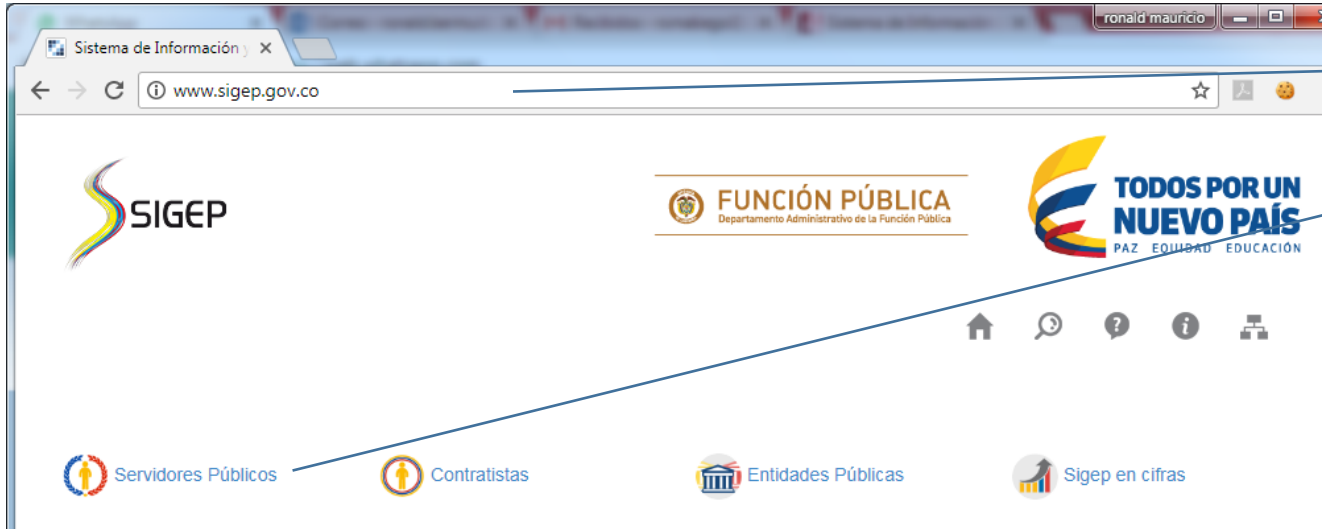 ronald mauricio
Sistema de Información y
www.sigep.gov.co
SIGEP
FUNCIÓN PÚBLICA
Departamento Administrativo de la Función Pública
TODOS POR UN
NUEVO PAÍS
PAZ EQUIDAD EDUCACIÓN
Servidores Públicos
Contratistas
Entidades Públicas
Sigep en cifras